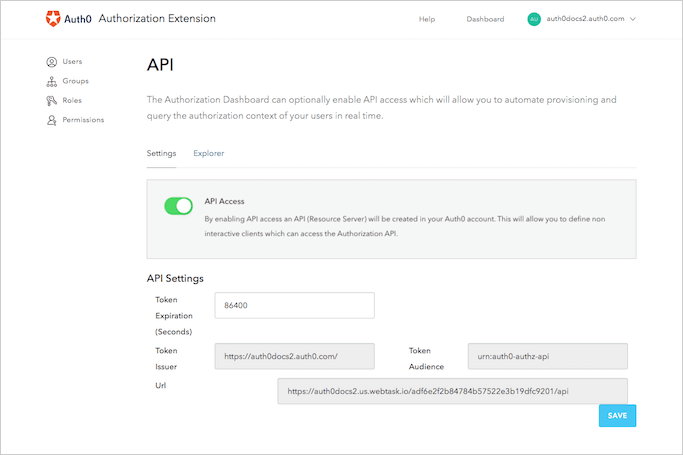 Auth0 Authorization Extension
Help
Dashboard
AU
auth0docs2.auth0.com
Users
Groups
Roles
Permissions
API
The Authorization Dashboard can optionally enable API access which will allow you to automate provisioning and
query the authorization context of your users in real time.
Settings
Explorer
API Access
By enabling API access an API (Resource Server) will be created in your Auth0 account. This will allow you to define non
interactive clients which can access the Authorization API.
API Settings
Token
Expiration
(Seconds)
86400
Token
Issuer
https://auth0docs2.auth0.com/
Token
Audience
urn:auth0-authz-api
Url
https://auth0docs2.us.webtask.io/adf6e2f2b84784b57522e3b19dfc9201/api
SAVE